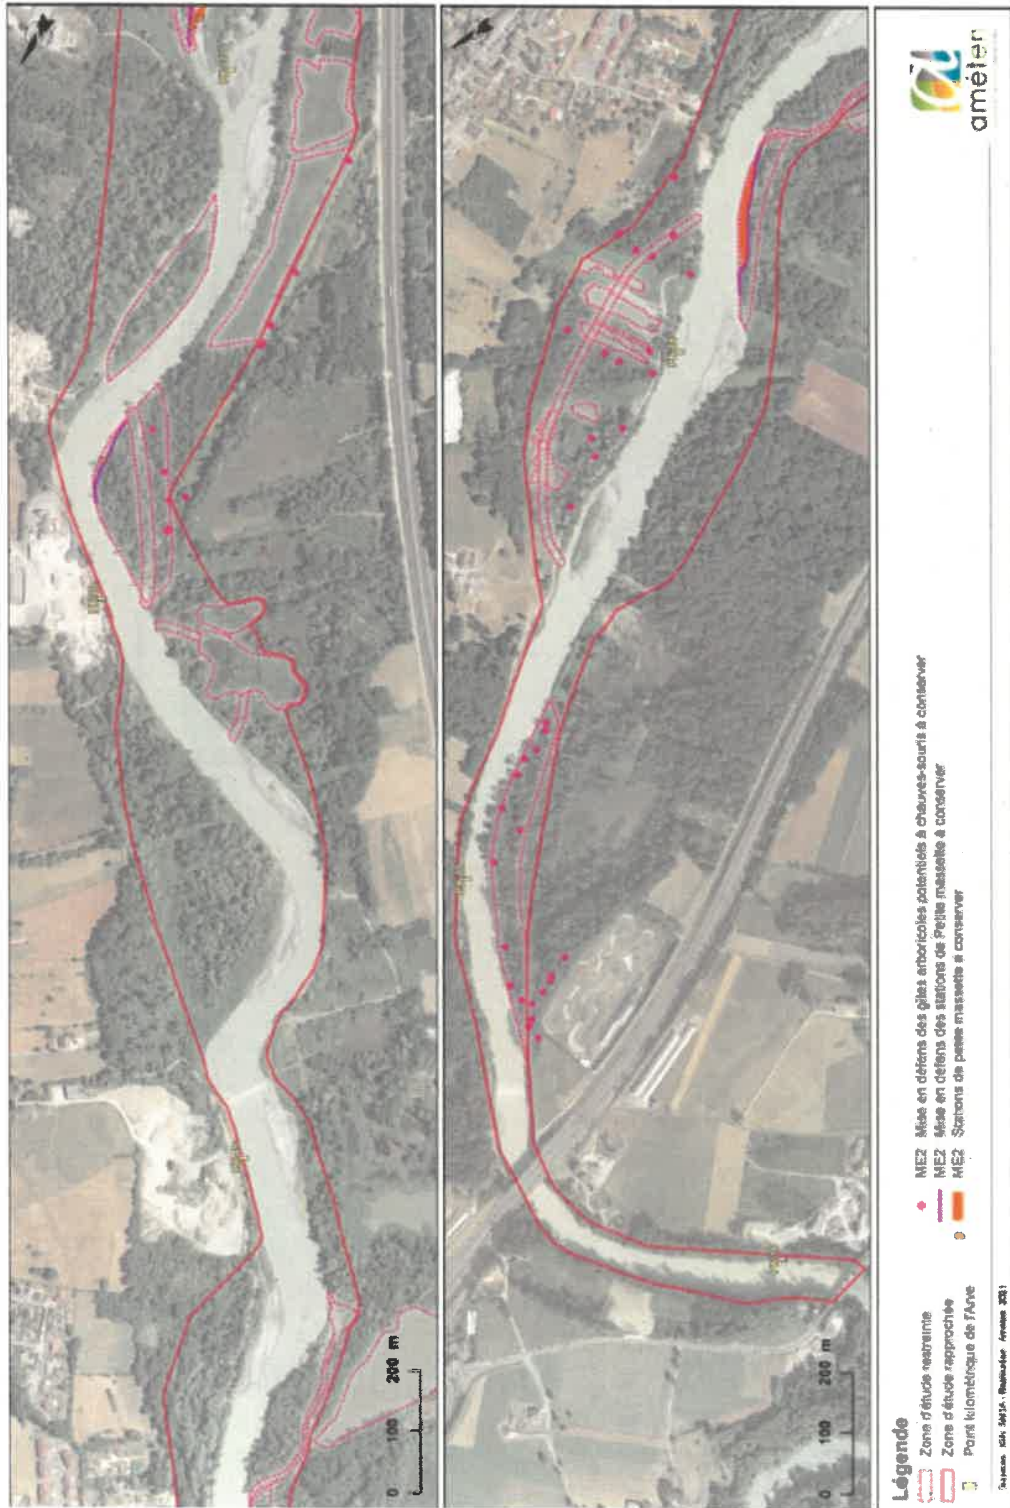 0 100 200 m
0 100 200 m
Légende
Zone d'étude restreinte
Zone d'étude rapprochée
Point kilométrique de l'Arve
ME2 Mise en défens des gîtes arboricoles potentiels à chauves-souris à conserver
ME2 Mise en défens des stations de Petite massette à conserver
ME2 Stations de petite massette à conserver
améten